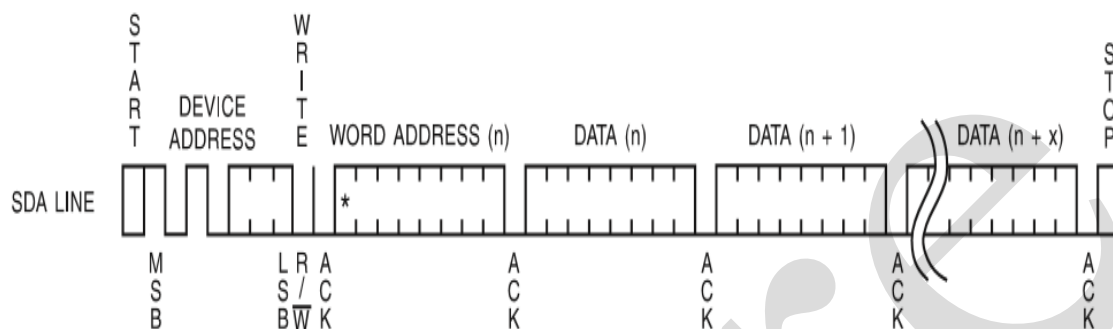 START
WRITE
STOP
DEVICE
ADDRESS
WORD ADDRESS (n)
DATA (n)
DATA (n + 1)
DATA (n + x)
SDA LINE
*
MSB
LSB
R/W
ACK
ACK
ACK
ACK
ACK